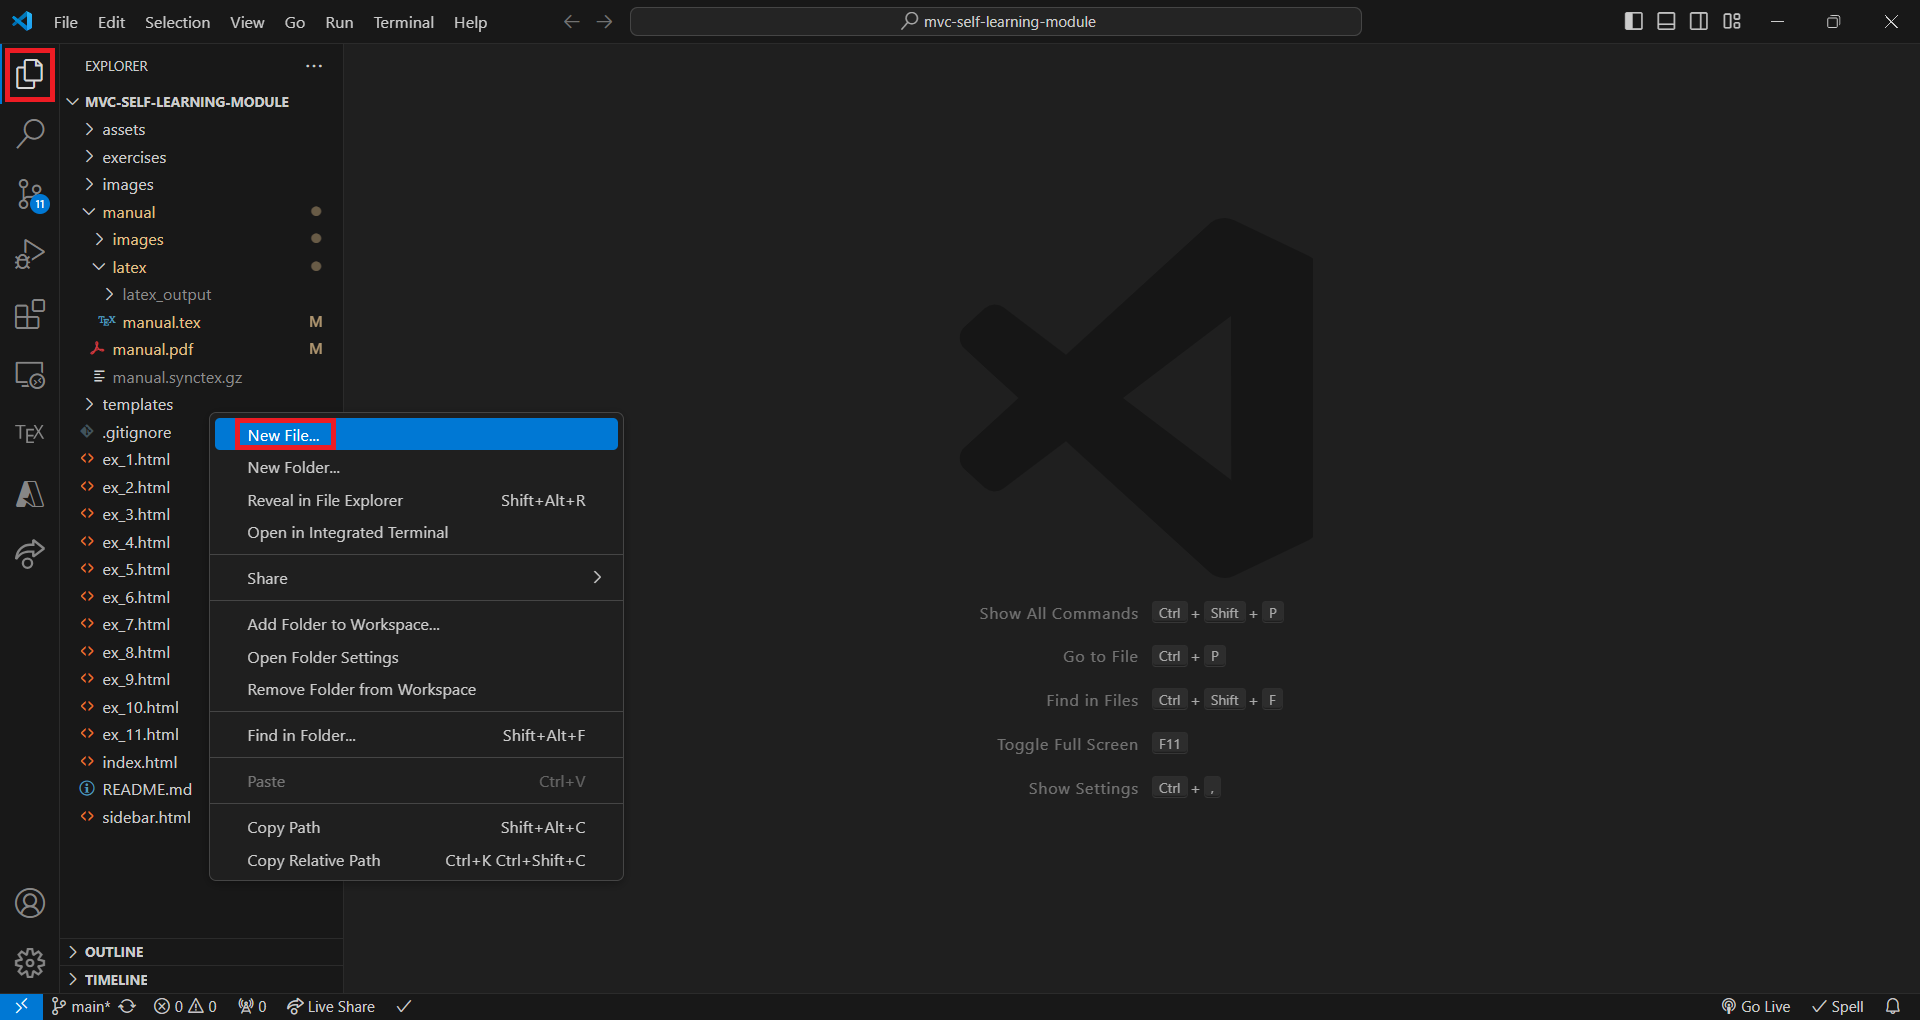 File Edit Selection View Go Run Terminal Help
mvc-self-learning-module
EXPLORER
MVC-SELF-LEARNING-MODULE
assets
exercises
images
11
manual
images
latex
latex_output
TEX manual.tex M
manual.pdf M
manual.synctex.gz
templates
TEX
.gitignore
ex_1.html
ex_2.html
ex_3.html
ex_4.html
ex_5.html
ex_6.html
ex_7.html
ex_8.html
ex_9.html
ex_10.html
ex_11.html
index.html
README.md
sidebar.html
New File...
New Folder...
Reveal in File Explorer Shift+Alt+R
Open in Integrated Terminal
Share
Add Folder to Workspace...
Open Folder Settings
Remove Folder from Workspace
Find in Folder... Shift+Alt+F
Paste Ctrl+V
Copy Path Shift+Alt+C
Copy Relative Path Ctrl+K Ctrl+Shift+C
Show All Commands Ctrl + Shift + P
Go to File Ctrl + P
Find in Files Ctrl + Shift + F
Toggle Full Screen F11
Show Settings Ctrl + ,
OUTLINE
TIMELINE
main* 0 0 0 Live Share Go Live Spell